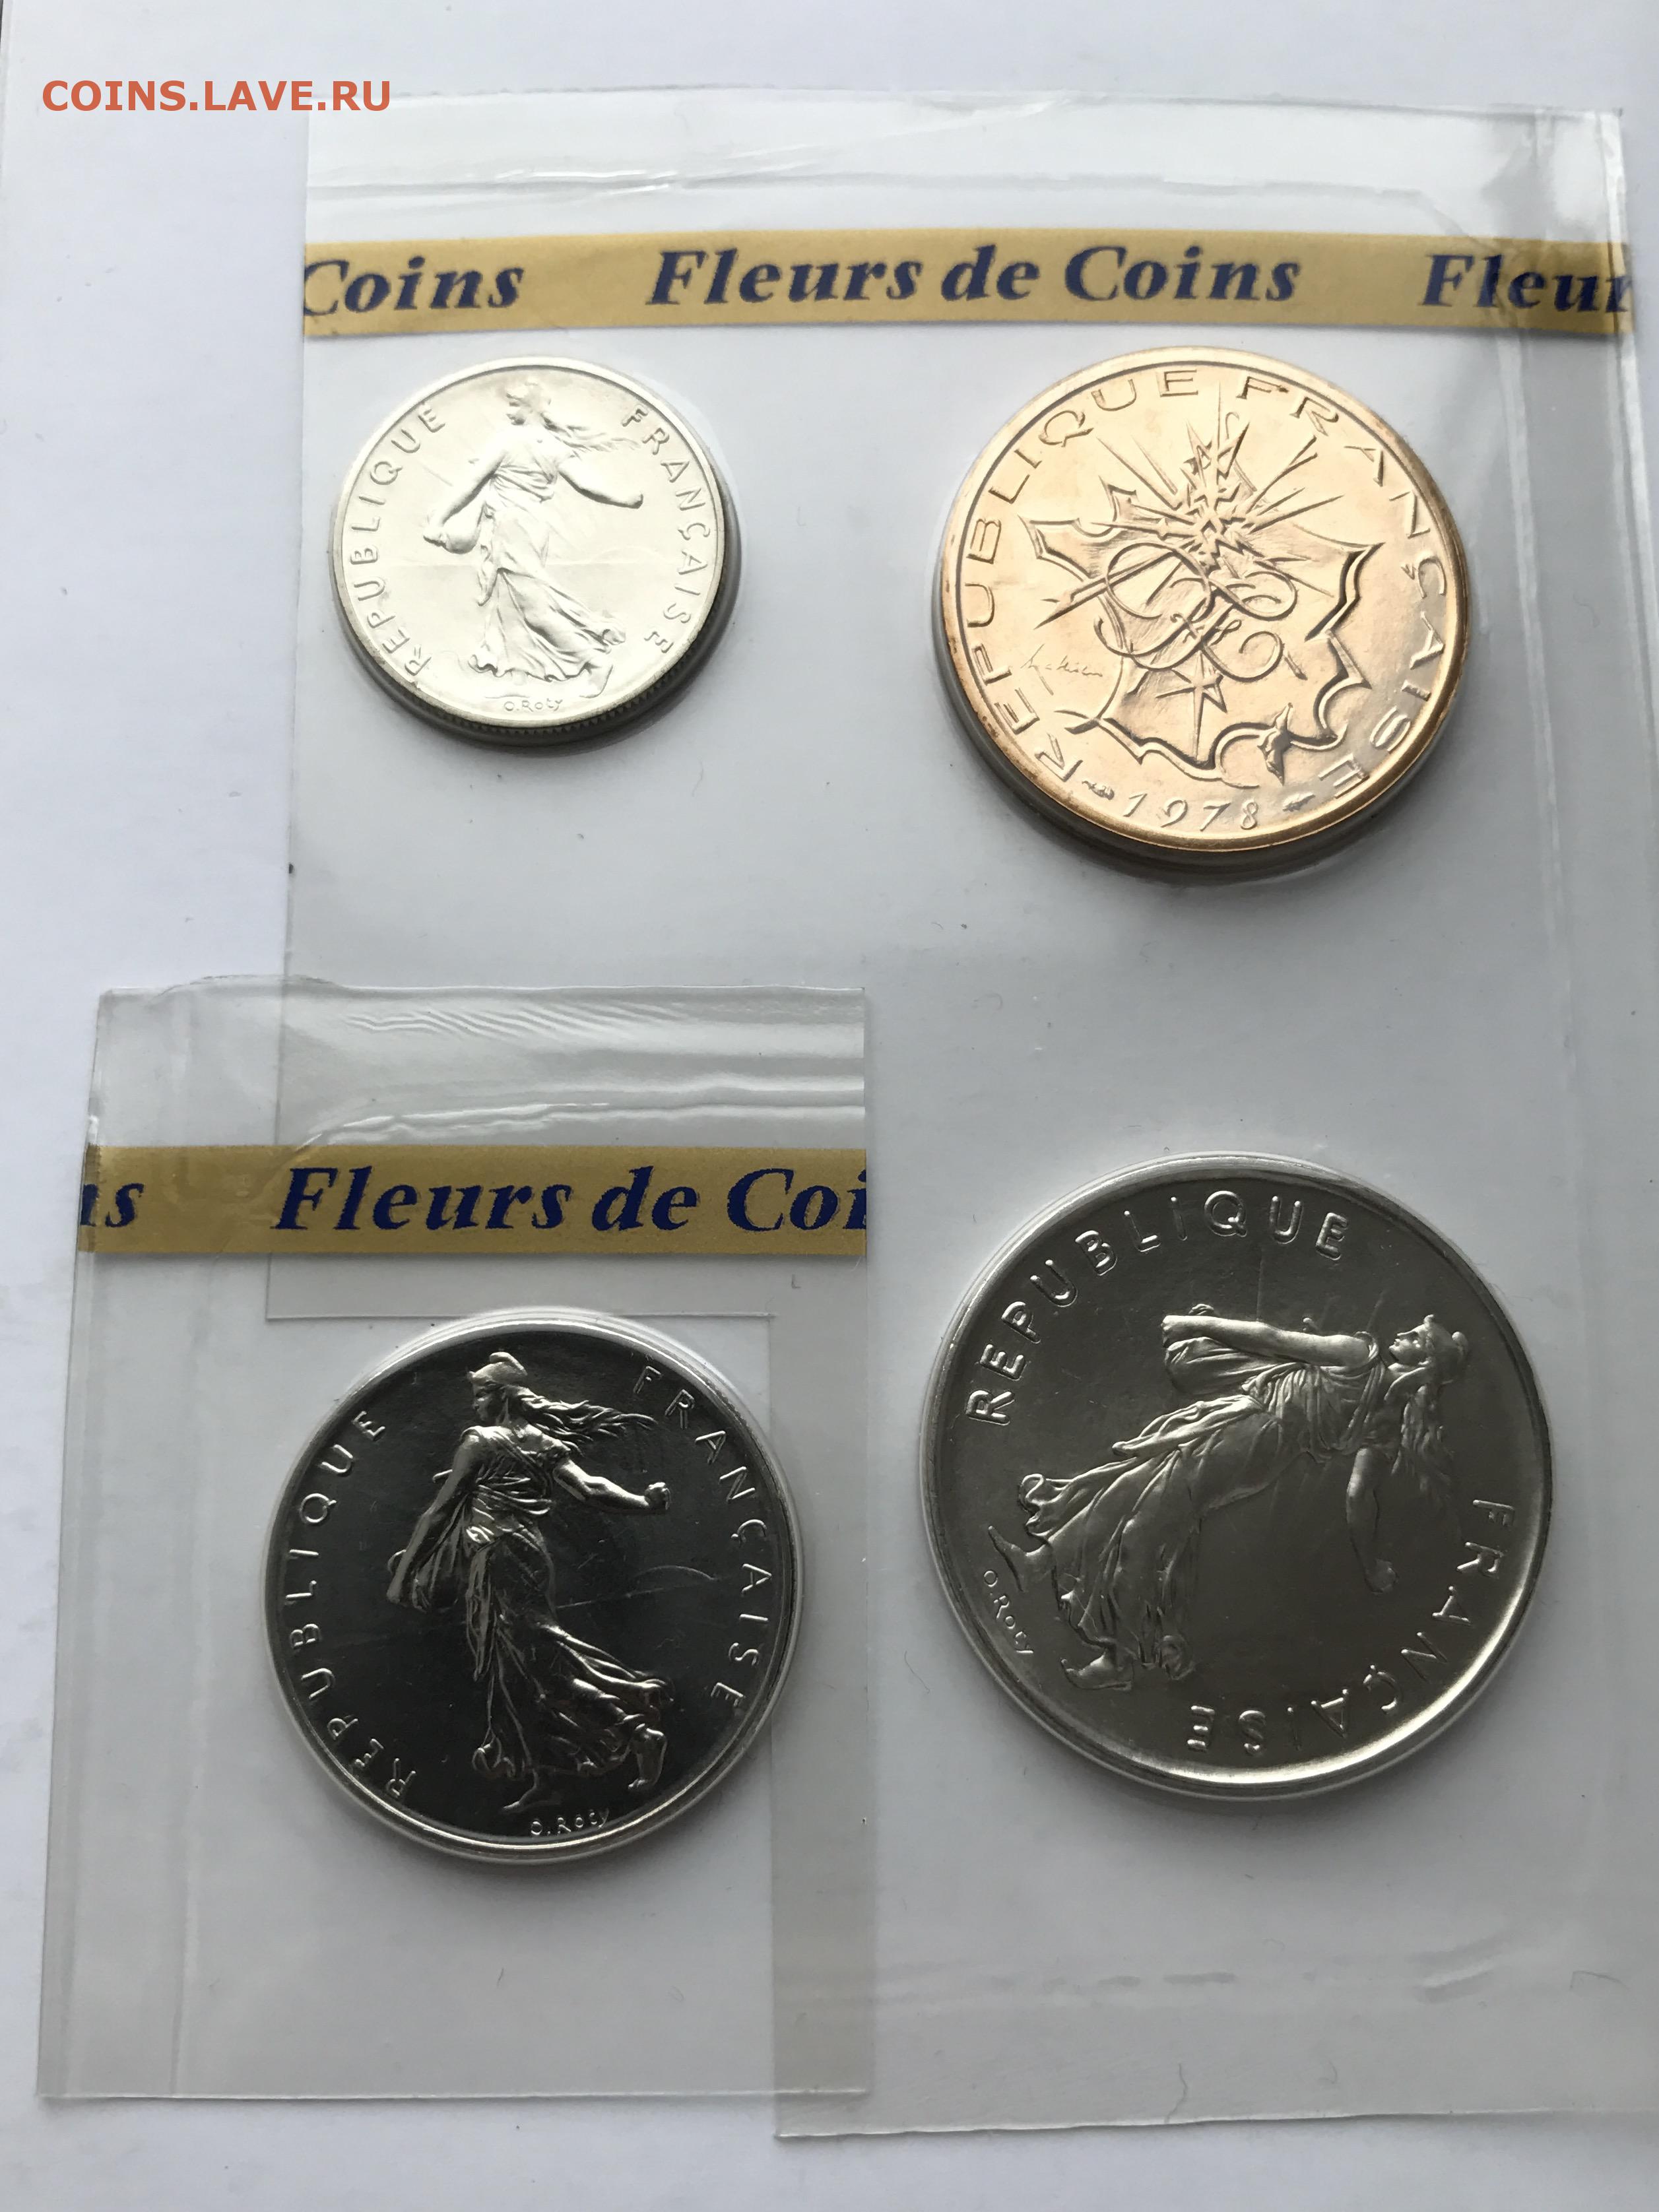 COINS.LAVE.RU
Coins Fleurs de Coins Fleur
REPUBLIQUE FRANÇAISE
O. Roty
REPUBLIQUE FRANÇAISE
1978
ns Fleurs de Coi
REPUBLIQUE FRANÇAISE
O. Roty
REPUBLIQUE FRANÇAISE
O. Roty